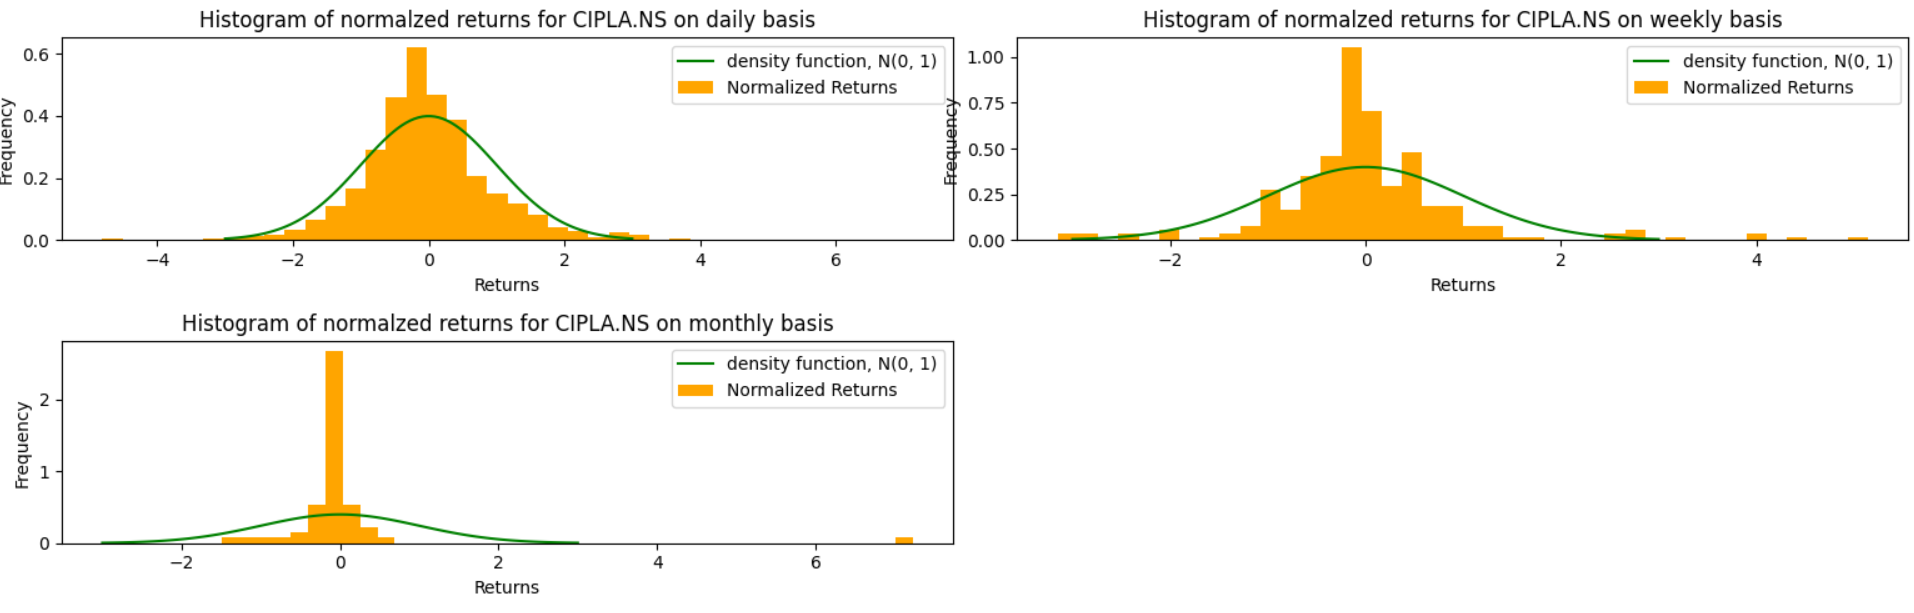 Histogram of normalzed returns for CIPLA.NS on daily basis
Frequency
0.6
0.4
0.2
0.0
density function, N(0, 1)
Normalized Returns
−4 −2 0 2 4 6
Returns
Histogram of normalzed returns for CIPLA.NS on weekly basis
Frequency
1.00
0.75
0.50
0.25
0.00
density function, N(0, 1)
Normalized Returns
−2 0 2 4
Returns
Histogram of normalzed returns for CIPLA.NS on monthly basis
Frequency
2
1
0
density function, N(0, 1)
Normalized Returns
−2 0 2 4 6
Returns